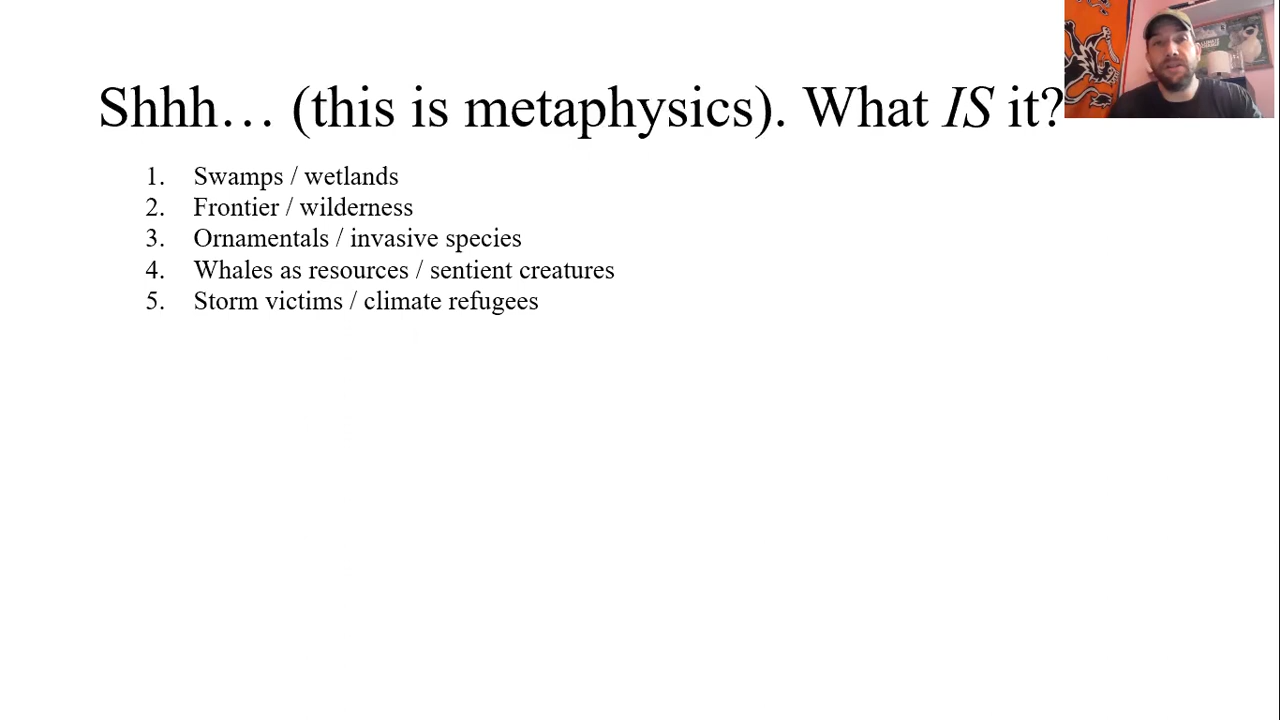 Shhh… (this is metaphysics). What IS it?
1. Swamps / wetlands
2. Frontier / wilderness
3. Ornamentals / invasive species
4. Whales as resources / sentient creatures
5. Storm victims / climate refugees